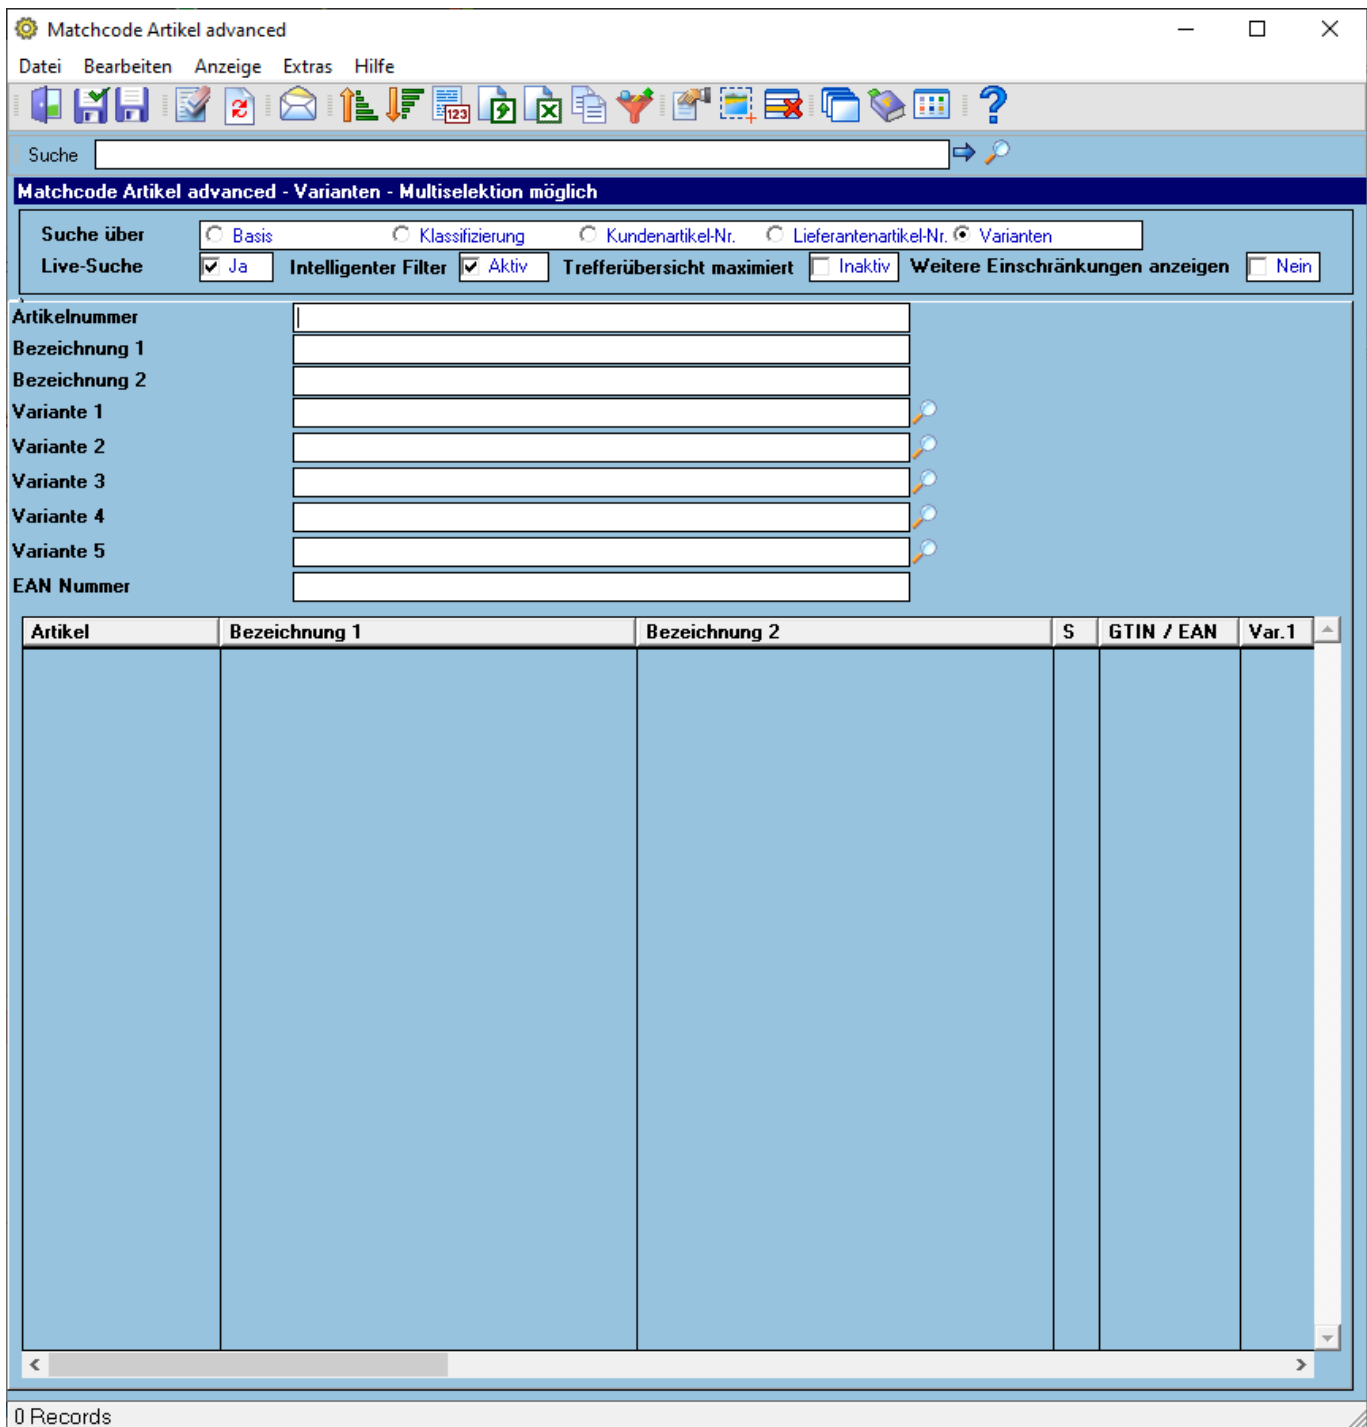 Matchcode Artikel advanced
Datei Bearbeiten Anzeige Extras Hilfe
123
Suche
Matchcode Artikel advanced - Varianten - Multiselektion möglich
Suche über Basis Klassifizierung Kundenartikel-Nr. Lieferantenartikel-Nr. Varianten
Live-Suche Ja Intelligenter Filter Aktiv Trefferübersicht maximiert Inaktiv Weitere Einschränkungen anzeigen Nein
Artikelnummer
Bezeichnung 1
Bezeichnung 2
Variante 1
Variante 2
Variante 3
Variante 4
Variante 5
EAN Nummer
Artikel Bezeichnung 1 Bezeichnung 2 S GTIN / EAN Var.1
0 Records